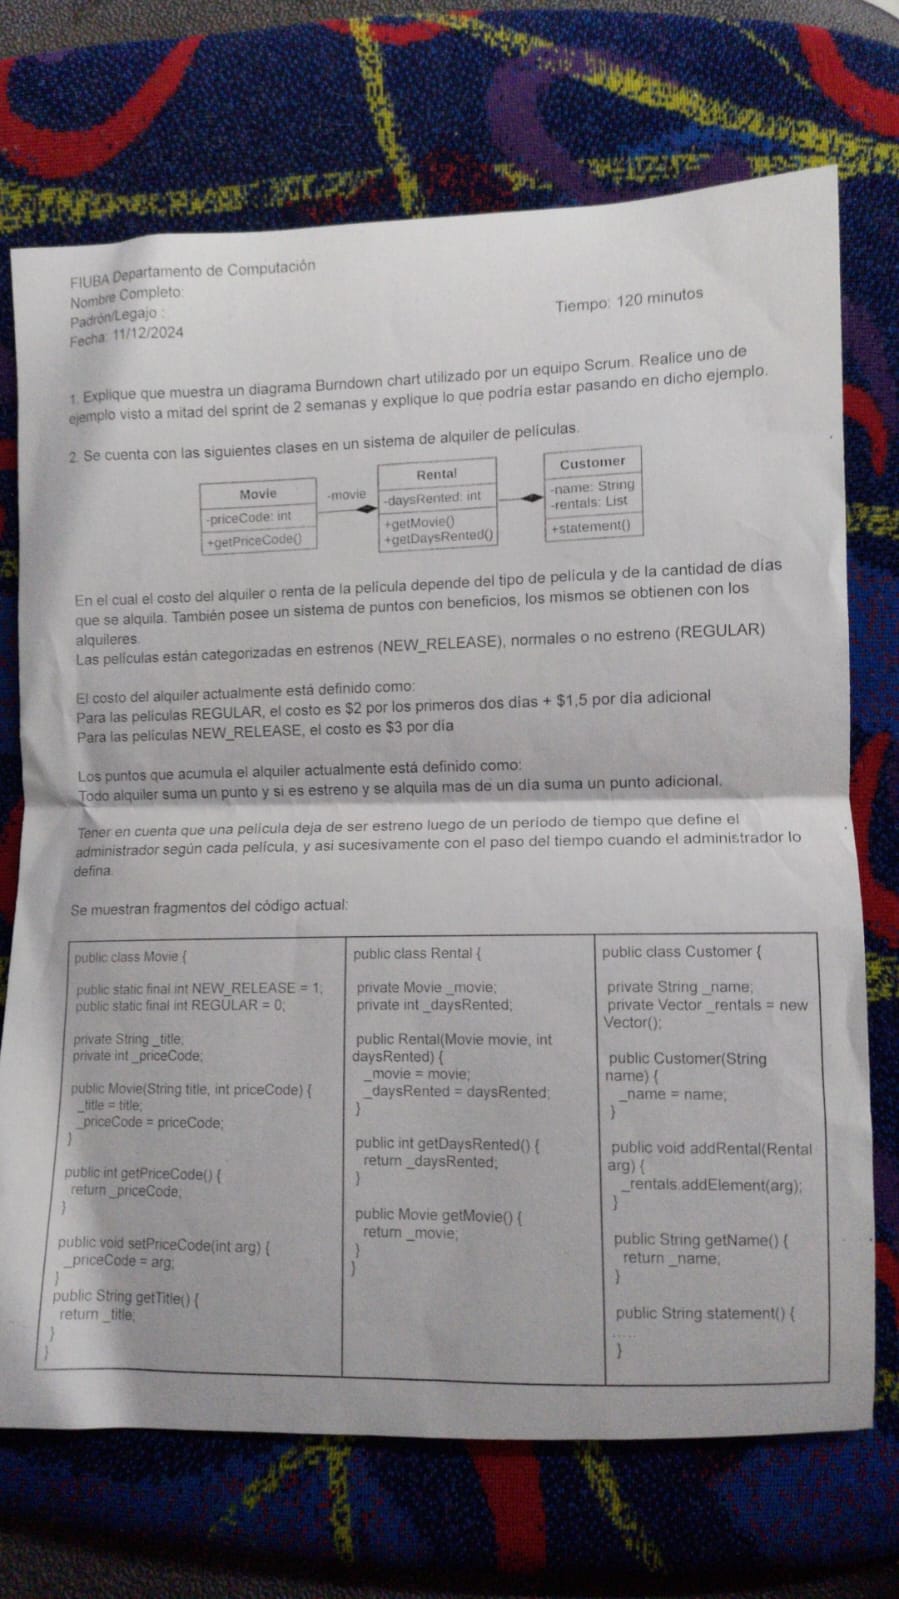 FIUBA Departamento de Computación
Nombre Completo:
Padrón/Legajo :
Fecha: 11/12/2024
Tiempo: 120 minutos
1. Explique que muestra un diagrama Burndown chart utilizado por un equipo Scrum. Realice uno de
ejemplo visto a mitad del sprint de 2 semanas y explique lo que podría estar pasando en dicho ejemplo.
2. Se cuenta con las siguientes clases en un sistema de alquiler de películas.
Movie
-priceCode: int
+getPriceCode()
-movie
Rental
-daysRented: int
+getMovie()
+getDaysRented()
Customer
-name: String
-rentals: List
+statement()
En el cual el costo del alquiler o renta de la película depende del tipo de película y de la cantidad de días
que se alquila. También posee un sistema de puntos con beneficios, los mismos se obtienen con los
alquileres.
Las películas están categorizadas en estrenos (NEW_RELEASE), normales o no estreno (REGULAR)
El costo del alquiler actualmente está definido como:
Para las películas REGULAR, el costo es $2 por los primeros dos días + $1,5 por día adicional
Para las películas NEW_RELEASE, el costo es $3 por día
Los puntos que acumula el alquiler actualmente está definido como:
Todo alquiler suma un punto y si es estreno y se alquila mas de un día suma un punto adicional.
Tener en cuenta que una película deja de ser estreno luego de un período de tiempo que define el
administrador según cada película, y así sucesivamente con el paso del tiempo cuando el administrador lo
defina.
Se muestran fragmentos del código actual:
public class Movie {
public static final int NEW_RELEASE = 1;
public static final int REGULAR = 0;
private String _title;
private int _priceCode;
public Movie(String title, int priceCode) {
_title = title;
_priceCode = priceCode;
}
public int getPriceCode() {
return _priceCode;
}
public void setPriceCode(int arg) {
_priceCode = arg;
}
public String getTitle() {
return _title;
}
}
public class Rental {
private Movie _movie;
private int _daysRented;
public Rental(Movie movie, int
daysRented) {
_movie = movie;
_daysRented = daysRented;
}
public int getDaysRented() {
return _daysRented;
}
public Movie getMovie() {
return _movie;
}
}
public class Customer {
private String _name;
private Vector _rentals = new
Vector();
public Customer(String
name) {
_name = name;
}
public void addRental(Rental
arg) {
_rentals.addElement(arg);
}
public String getName() {
return _name;
}
public String statement() {
.....
}